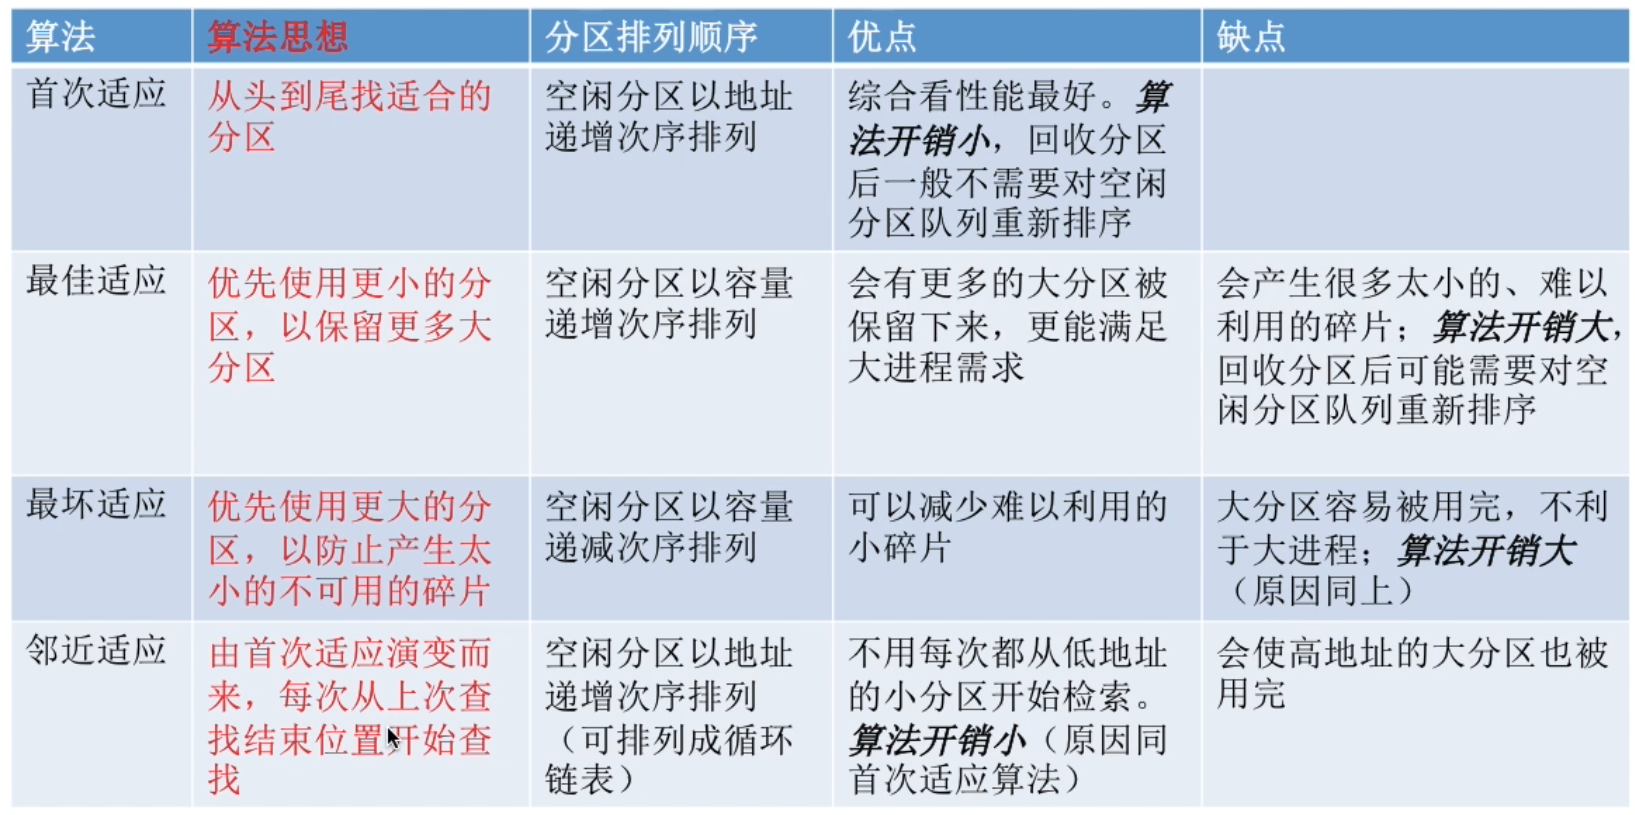 算法
算法思想
分区排列顺序
优点
缺点
首次适应
从头到尾找适合的
分区
空闲分区以地址
递增次序排列
综合看性能最好。算
法开销小，回收分区
后一般不需要对空闲
分区队列重新排序
最佳适应
优先使用更小的分
区，以保留更多大
分区
空闲分区以容量
递增次序排列
会有更多的大分区被
保留下来，更能满足
大进程需求
会产生很多太小的、难以
利用的碎片；算法开销大，
回收分区后可能需要对空
闲分区队列重新排序
最坏适应
优先使用更大的分
区，以防止产生太
小的不可用的碎片
空闲分区以容量
递减次序排列
可以减少难以利用的
小碎片
大分区容易被用完，不利
于大进程；算法开销大
（原因同上）
邻近适应
由首次适应演变而
来，每次从上次查
找结束位置开始查
找
空闲分区以地址
递增次序排列
（可排列成循环
链表）
不用每次都从低地址
的小分区开始检索。
算法开销小（原因同
首次适应算法）
会使高地址的大分区也被
用完